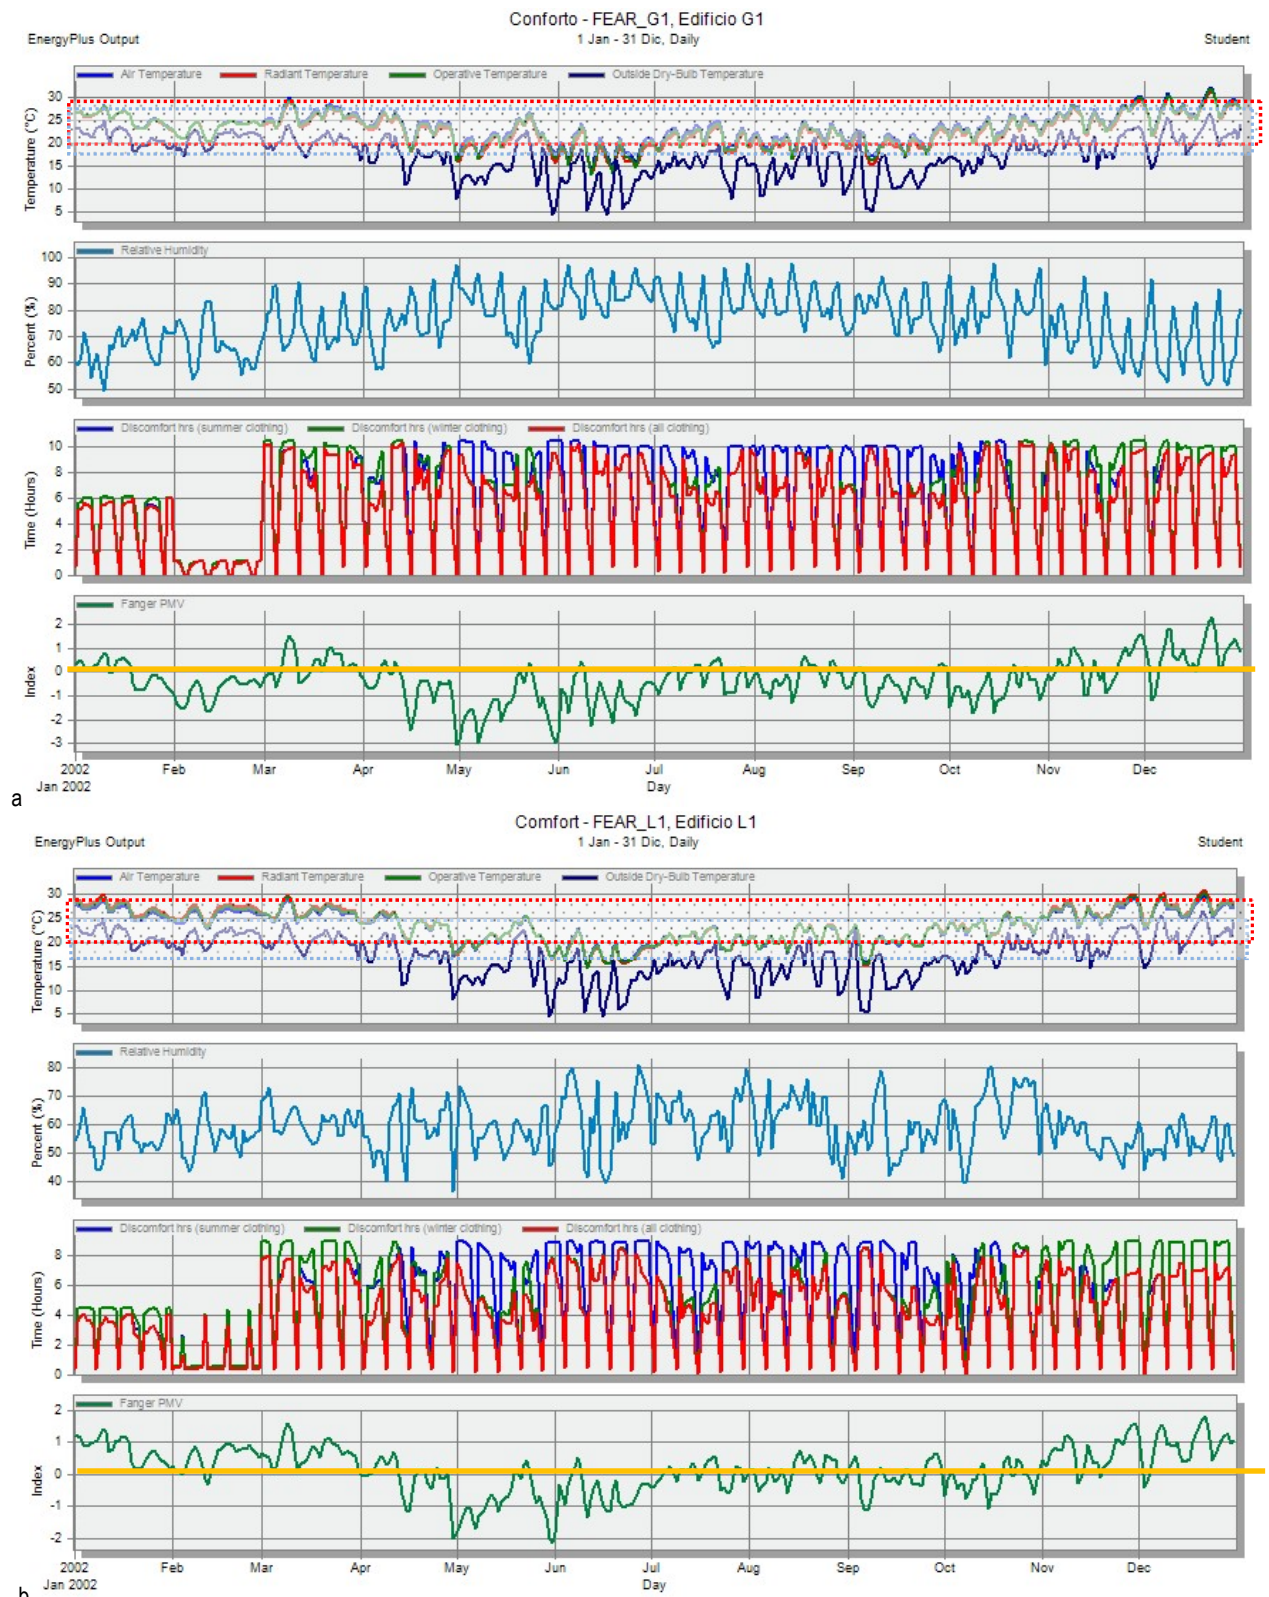 Conforto - FEAR_G1, Edificio G1
EnergyPlus Output 1 Jan - 31 Dic, Daily Student
Air Temperature Radiant Temperature Operative Temperature Outside Dry-Bulb Temperature
Temperature (°C)
30
25
20
15
10
5
Relative Humidity
Percent (%)
100
90
80
70
60
50
Discomfort hrs (summer clothing) Discomfort hrs (winter clothing) Discomfort hrs (all clothing)
Time (Hours)
10
8
6
4
2
0
Fanger PMV
Index
2
1
0
-1
-2
-3
2002 Feb Mar Apr May Jun Jul Aug Sep Oct Nov Dec
Jan 2002 Day
a
Comfort - FEAR_L1, Edificio L1
EnergyPlus Output 1 Jan - 31 Dic, Daily Student
Air Temperature Radiant Temperature Operative Temperature Outside Dry-Bulb Temperature
Temperature (°C)
30
25
20
15
10
5
Relative Humidity
Percent (%)
80
70
60
50
40
Discomfort hrs (summer clothing) Discomfort hrs (winter clothing) Discomfort hrs (all clothing)
Time (Hours)
8
6
4
2
0
Fanger PMV
Index
2
1
0
-1
-2
2002 Feb Mar Apr May Jun Jul Aug Sep Oct Nov Dec
Jan 2002 Day
b